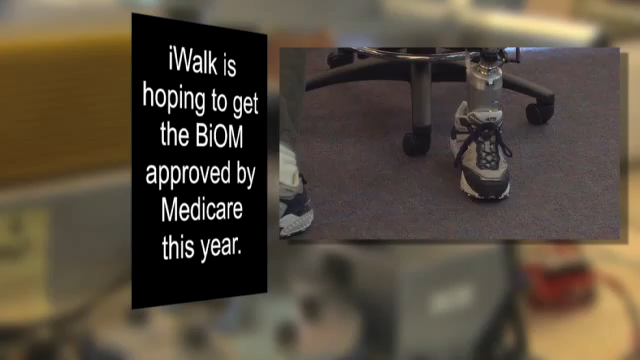 iWalk is
hoping to get
the BiOM
approved by
Medicare
this year.